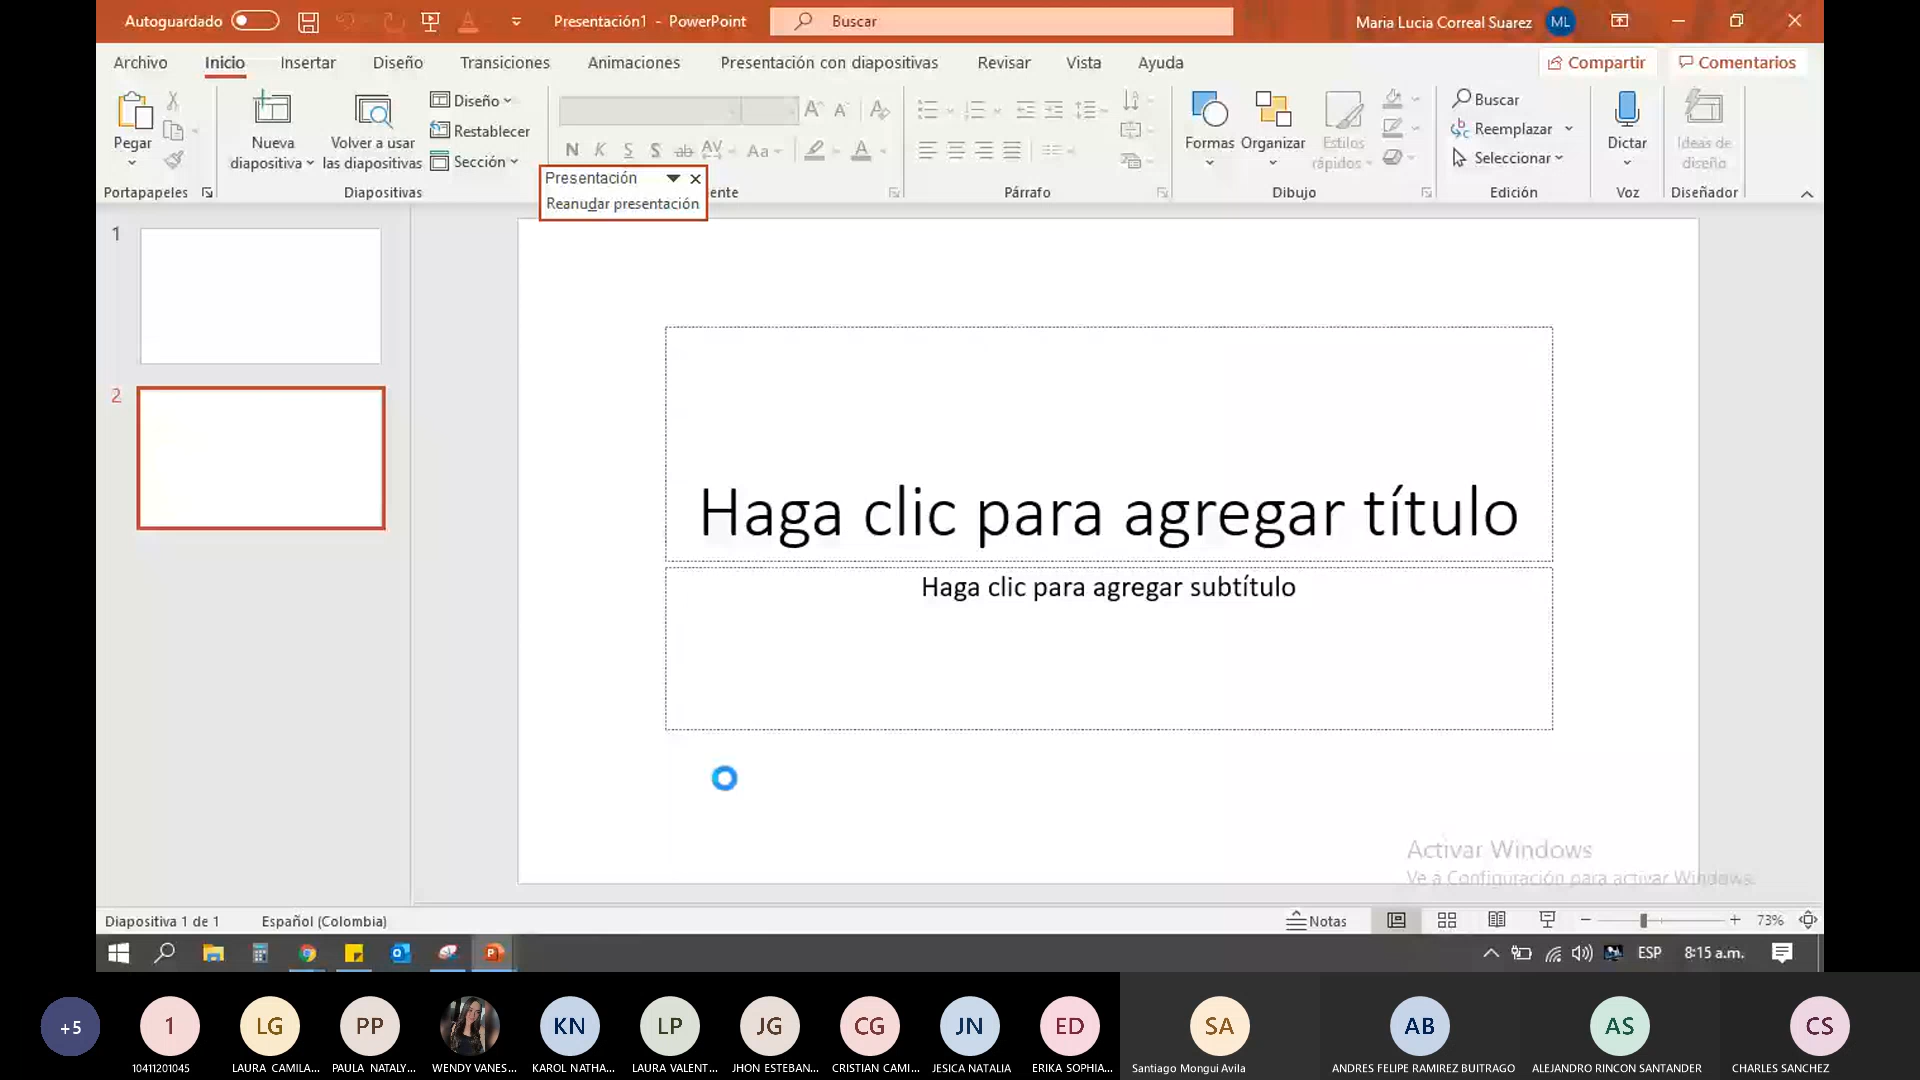 Autoguardado
Presentación1 - PowerPoint
Buscar
Maria Lucia Correal Suarez
ML
Archivo
Inicio
Insertar
Diseño
Transiciones
Animaciones
Presentación con diapositivas
Revisar
Vista
Ayuda
Compartir
Comentarios
Pegar
Nueva
diapositiva
Volver a usar
las diapositivas
Diseño
Restablecer
Sección
N K S S ab AV Aa A
Formas
Organizar
Estilos
rápidos
Buscar
Reemplazar
Seleccionar
Dictar
Ideas de
diseño
Portapapeles
Diapositivas
ente
Párrafo
Dibujo
Edición
Voz
Diseñador
Presentación
Reanudar presentación
1
2
Haga clic para agregar título
Haga clic para agregar subtítulo
Activar Windows
Ve a Configuración para activar Windows.
Diapositiva 1 de 1
Español (Colombia)
Notas
73%
ESP
8:15 a.m.
+5
1
LG
PP
KN
LP
JG
CG
JN
ED
SA
AB
AS
CS
10411201045
LAURA CAMILA...
PAULA NATALY...
WENDY VANES...
KAROL NATHA...
LAURA VALENT...
JHON ESTEBAN...
CRISTIAN CAMI...
JESICA NATALIA
ERIKA SOPHIA...
Santiago Mongui Avila
ANDRES FELIPE RAMIREZ BUITRAGO
ALEJANDRO RINCON SANTANDER
CHARLES SANCHEZ